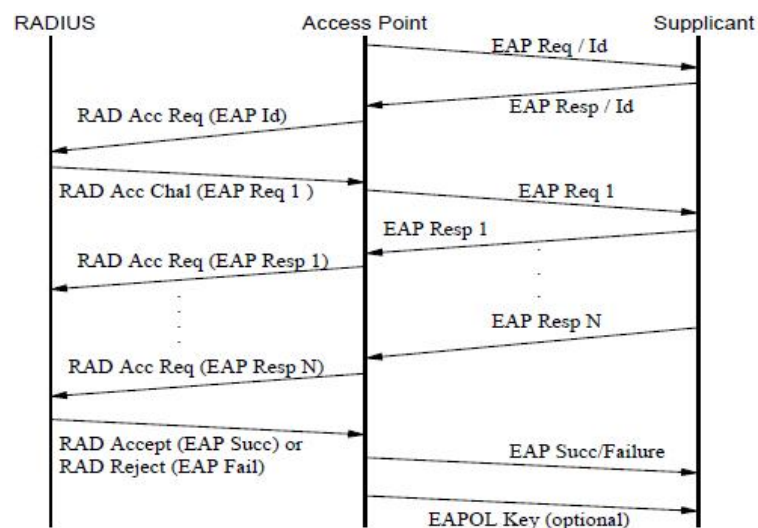 RADIUS
Access Point
Supplicant
EAP Req / Id
EAP Resp / Id
RAD Acc Req (EAP Id)
RAD Acc Chal (EAP Req 1 )
EAP Req 1
EAP Resp 1
RAD Acc Req (EAP Resp 1)
EAP Resp N
RAD Acc Req (EAP Resp N)
RAD Accept (EAP Succ) or
RAD Reject (EAP Fail)
EAP Succ/Failure
EAPOL Key (optional)